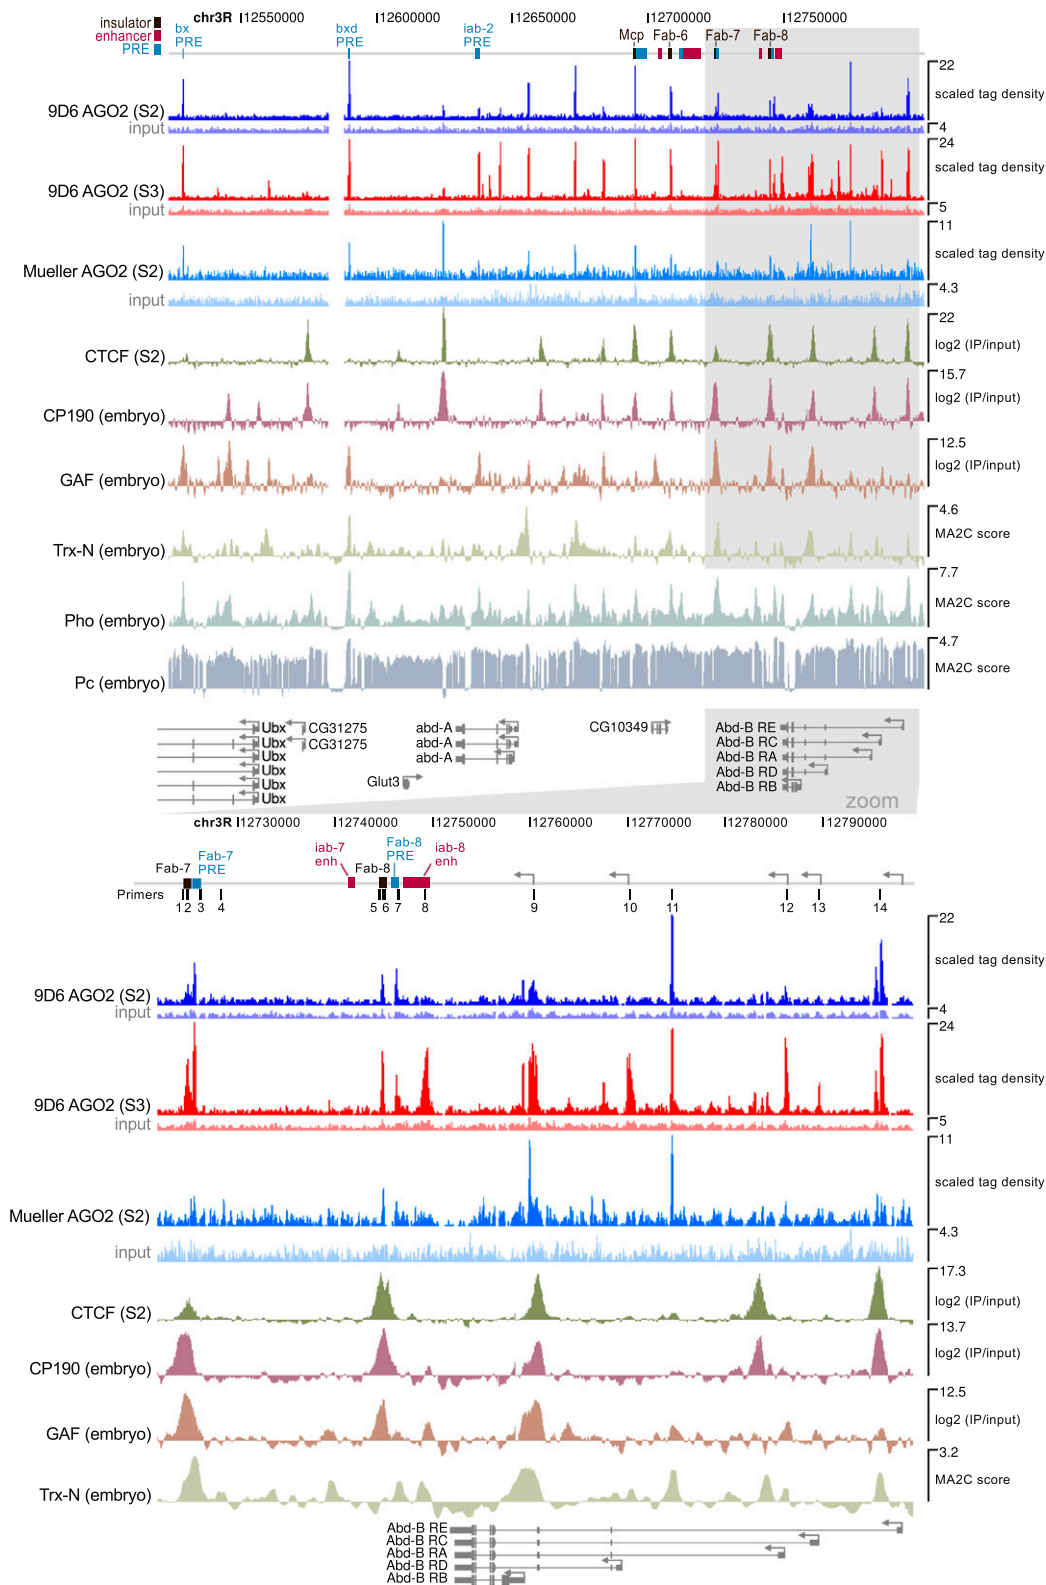 insulator
enhancer
PRE
chr3R 12550000 12600000 12650000 12700000 12750000
bx PRE
bxd PRE
iab-2 PRE
Mcp Fab-6 Fab-7 Fab-8
22
9D6 AGO2 (S2) scaled tag density
input 4
24
9D6 AGO2 (S3) scaled tag density
input 5
11
Mueller AGO2 (S2) scaled tag density
input 4.3
22
CTCF (S2) log2 (IP/input)
15.7
CP190 (embryo) log2 (IP/input)
12.5
GAF (embryo) log2 (IP/input)
4.6
Trx-N (embryo) MA2C score
7.7
Pho (embryo) MA2C score
4.7
Pc (embryo) MA2C score
Ubx CG31275 abd-A CG10349 Abd-B RE
Ubx CG31275 abd-A Abd-B RC
Ubx abd-A Abd-B RA
Ubx Abd-B RD
Ubx Glut3 Abd-B RB
Ubx
zoom
chr3R 12730000 12740000 12750000 12760000 12770000 12780000 12790000
Fab-7
Fab-7 PRE
iab-7 enh
Fab-8
Fab-8 PRE
iab-8 enh
Primers 1 2 3 4 5 6 7 8 9 10 11 12 13 14
22
9D6 AGO2 (S2) scaled tag density
input 4
24
9D6 AGO2 (S3) scaled tag density
input 5
11
Mueller AGO2 (S2) scaled tag density
input 4.3
17.3
CTCF (S2) log2 (IP/input)
13.7
CP190 (embryo) log2 (IP/input)
12.5
GAF (embryo) log2 (IP/input)
3.2
Trx-N (embryo) MA2C score
Abd-B RE
Abd-B RC
Abd-B RA
Abd-B RD
Abd-B RB